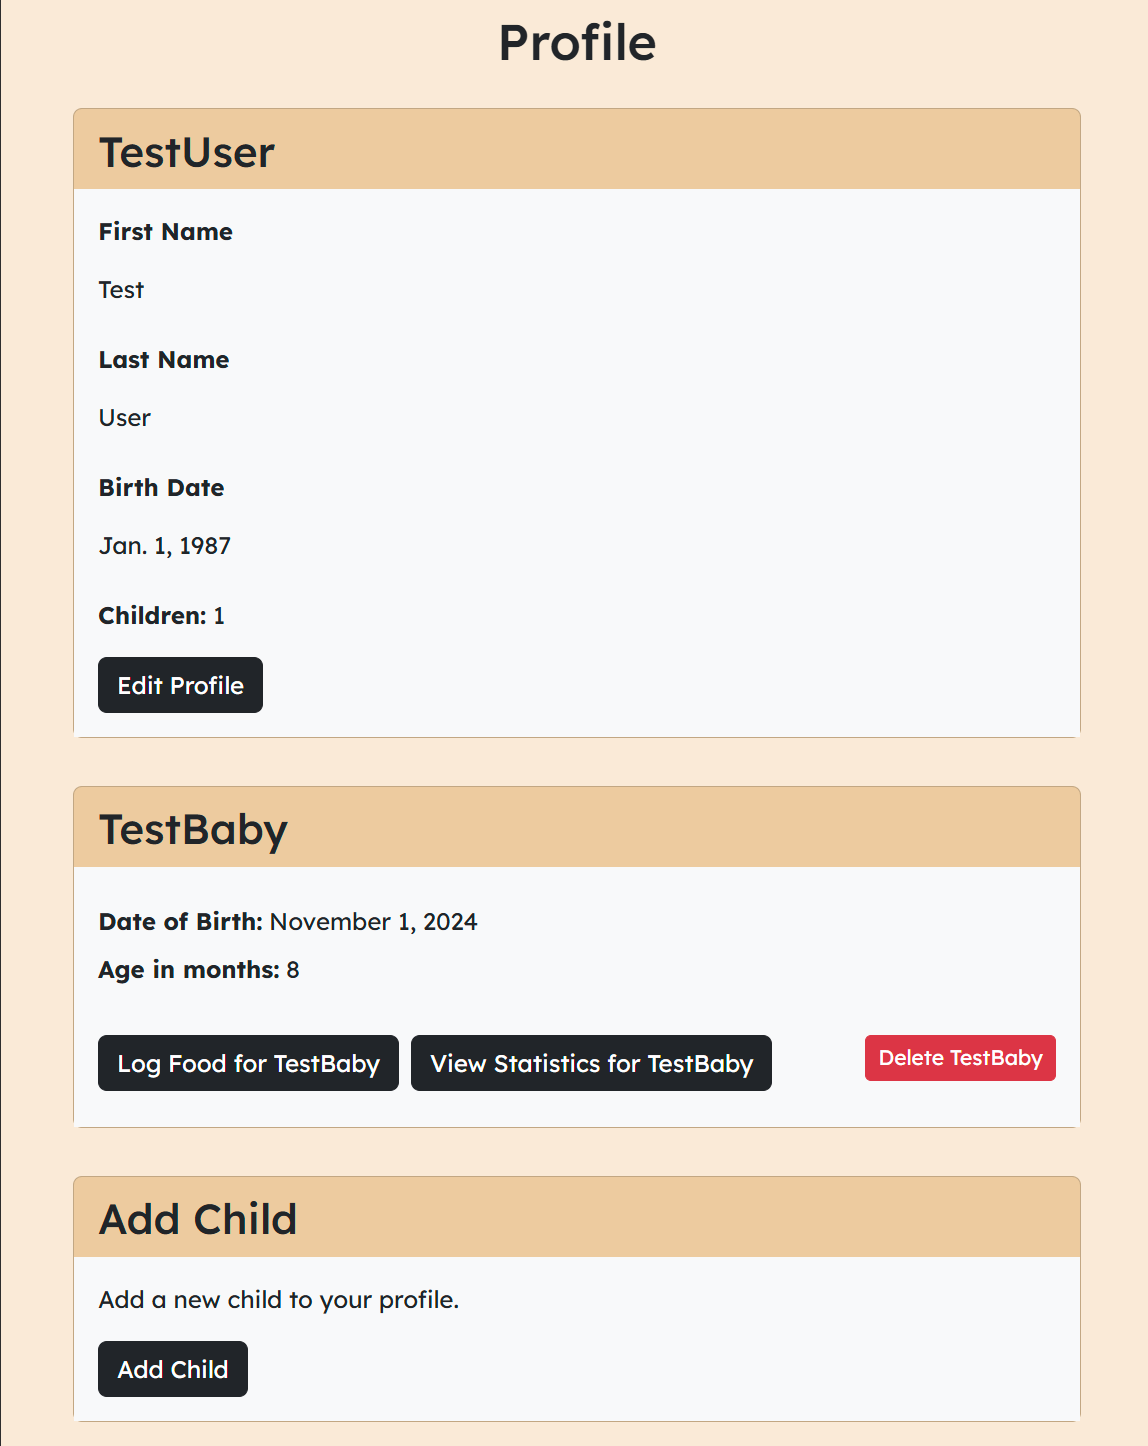 Profile
TestUser
First Name
Test
Last Name
User
Birth Date
Jan. 1, 1987
Children: 1
Edit Profile
TestBaby
Date of Birth: November 1, 2024
Age in months: 8
Log Food for TestBaby
View Statistics for TestBaby
Delete TestBaby
Add Child
Add a new child to your profile.
Add Child